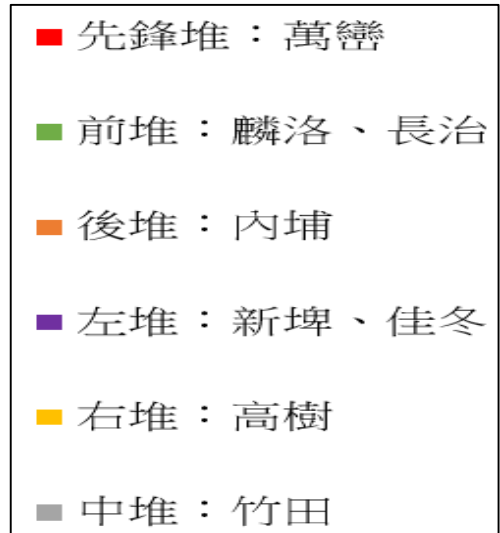 先鋒堆：萬巒
前堆：麟洛、長治
後堆：內埔
左堆：新埤、佳冬
右堆：高樹
中堆：竹田